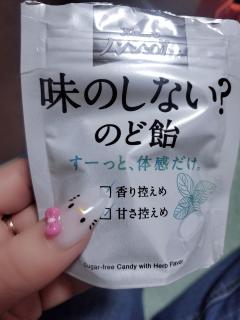 味のしない?
のど飴
すーっと、体感だけ。
香り控えめ
甘さ控えめ
Sugar-free Candy with Herb Flavor